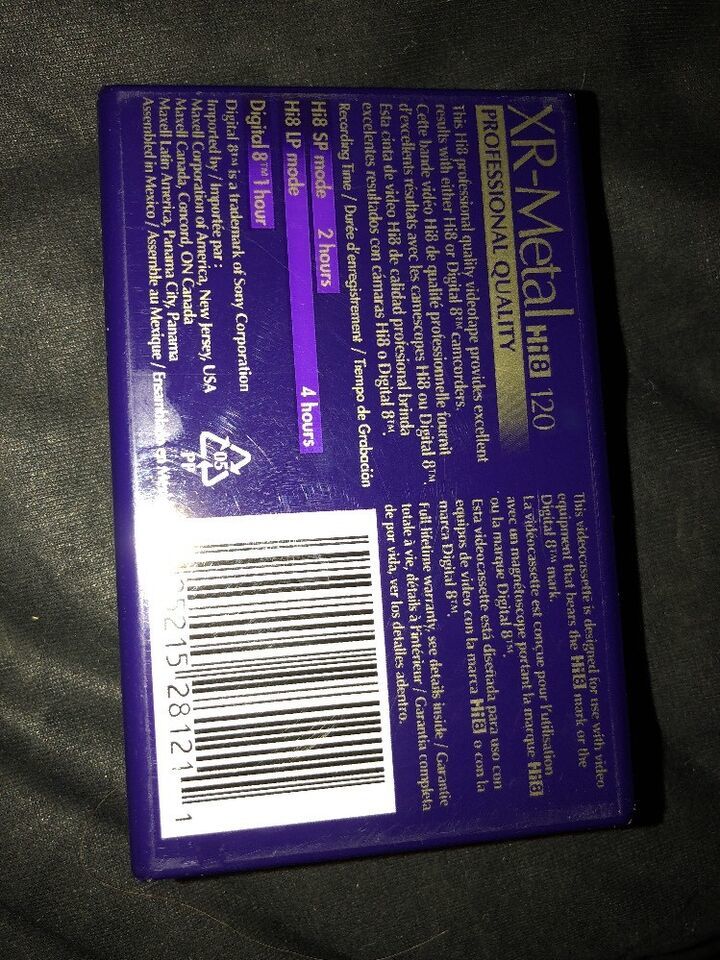 XR-Metal Hi8 120
PROFESSIONAL QUALITY
This Hi8 professional quality videotape provides excellent
results with either Hi8 or Digital 8™ camcorders.
Cette bande vidéo Hi8 de qualité professionnelle fournit
d'excellents résultats avec les camescopes Hi8 ou Digital 8™.
Esta cinta de video Hi8 de calidad profesional brinda
excelentes resultados con cámaras Hi8 o Digital 8™.
Recording Time / Durée d'enregistrement / Tiempo de Grabación
Hi8 SP mode 2 hours
Hi8 LP mode 4 hours
Digital 8™ 1 hour
Digital 8™ is a trademark of Sony Corporation
Imported by / Importée par :
Maxell Corporation of America, New Jersey, USA
Maxell Canada, Concord, ON Canada
Maxell Latin America, Panama City, Panama
Assembled in Mexico / Assemblé au Mexique /
05
PP
This videocassette is designed for use with video
equipment that bears the Hi8 mark or the
Digital 8™ mark.
La vidéocassette est conçue pour l'utilisation
avec un magnétoscope portant la marque Hi8
ou la marque Digital 8™.
Esta videocassette está diseñada para uso con
equipos de video con la marca Hi8 o con la
marca Digital 8™.
Full lifetime warranty, see details inside / Garantie
totale à vie, détails à l'intérieur / Garantía completa
de por vida, ver los detalles adentro.
25215 28121 1